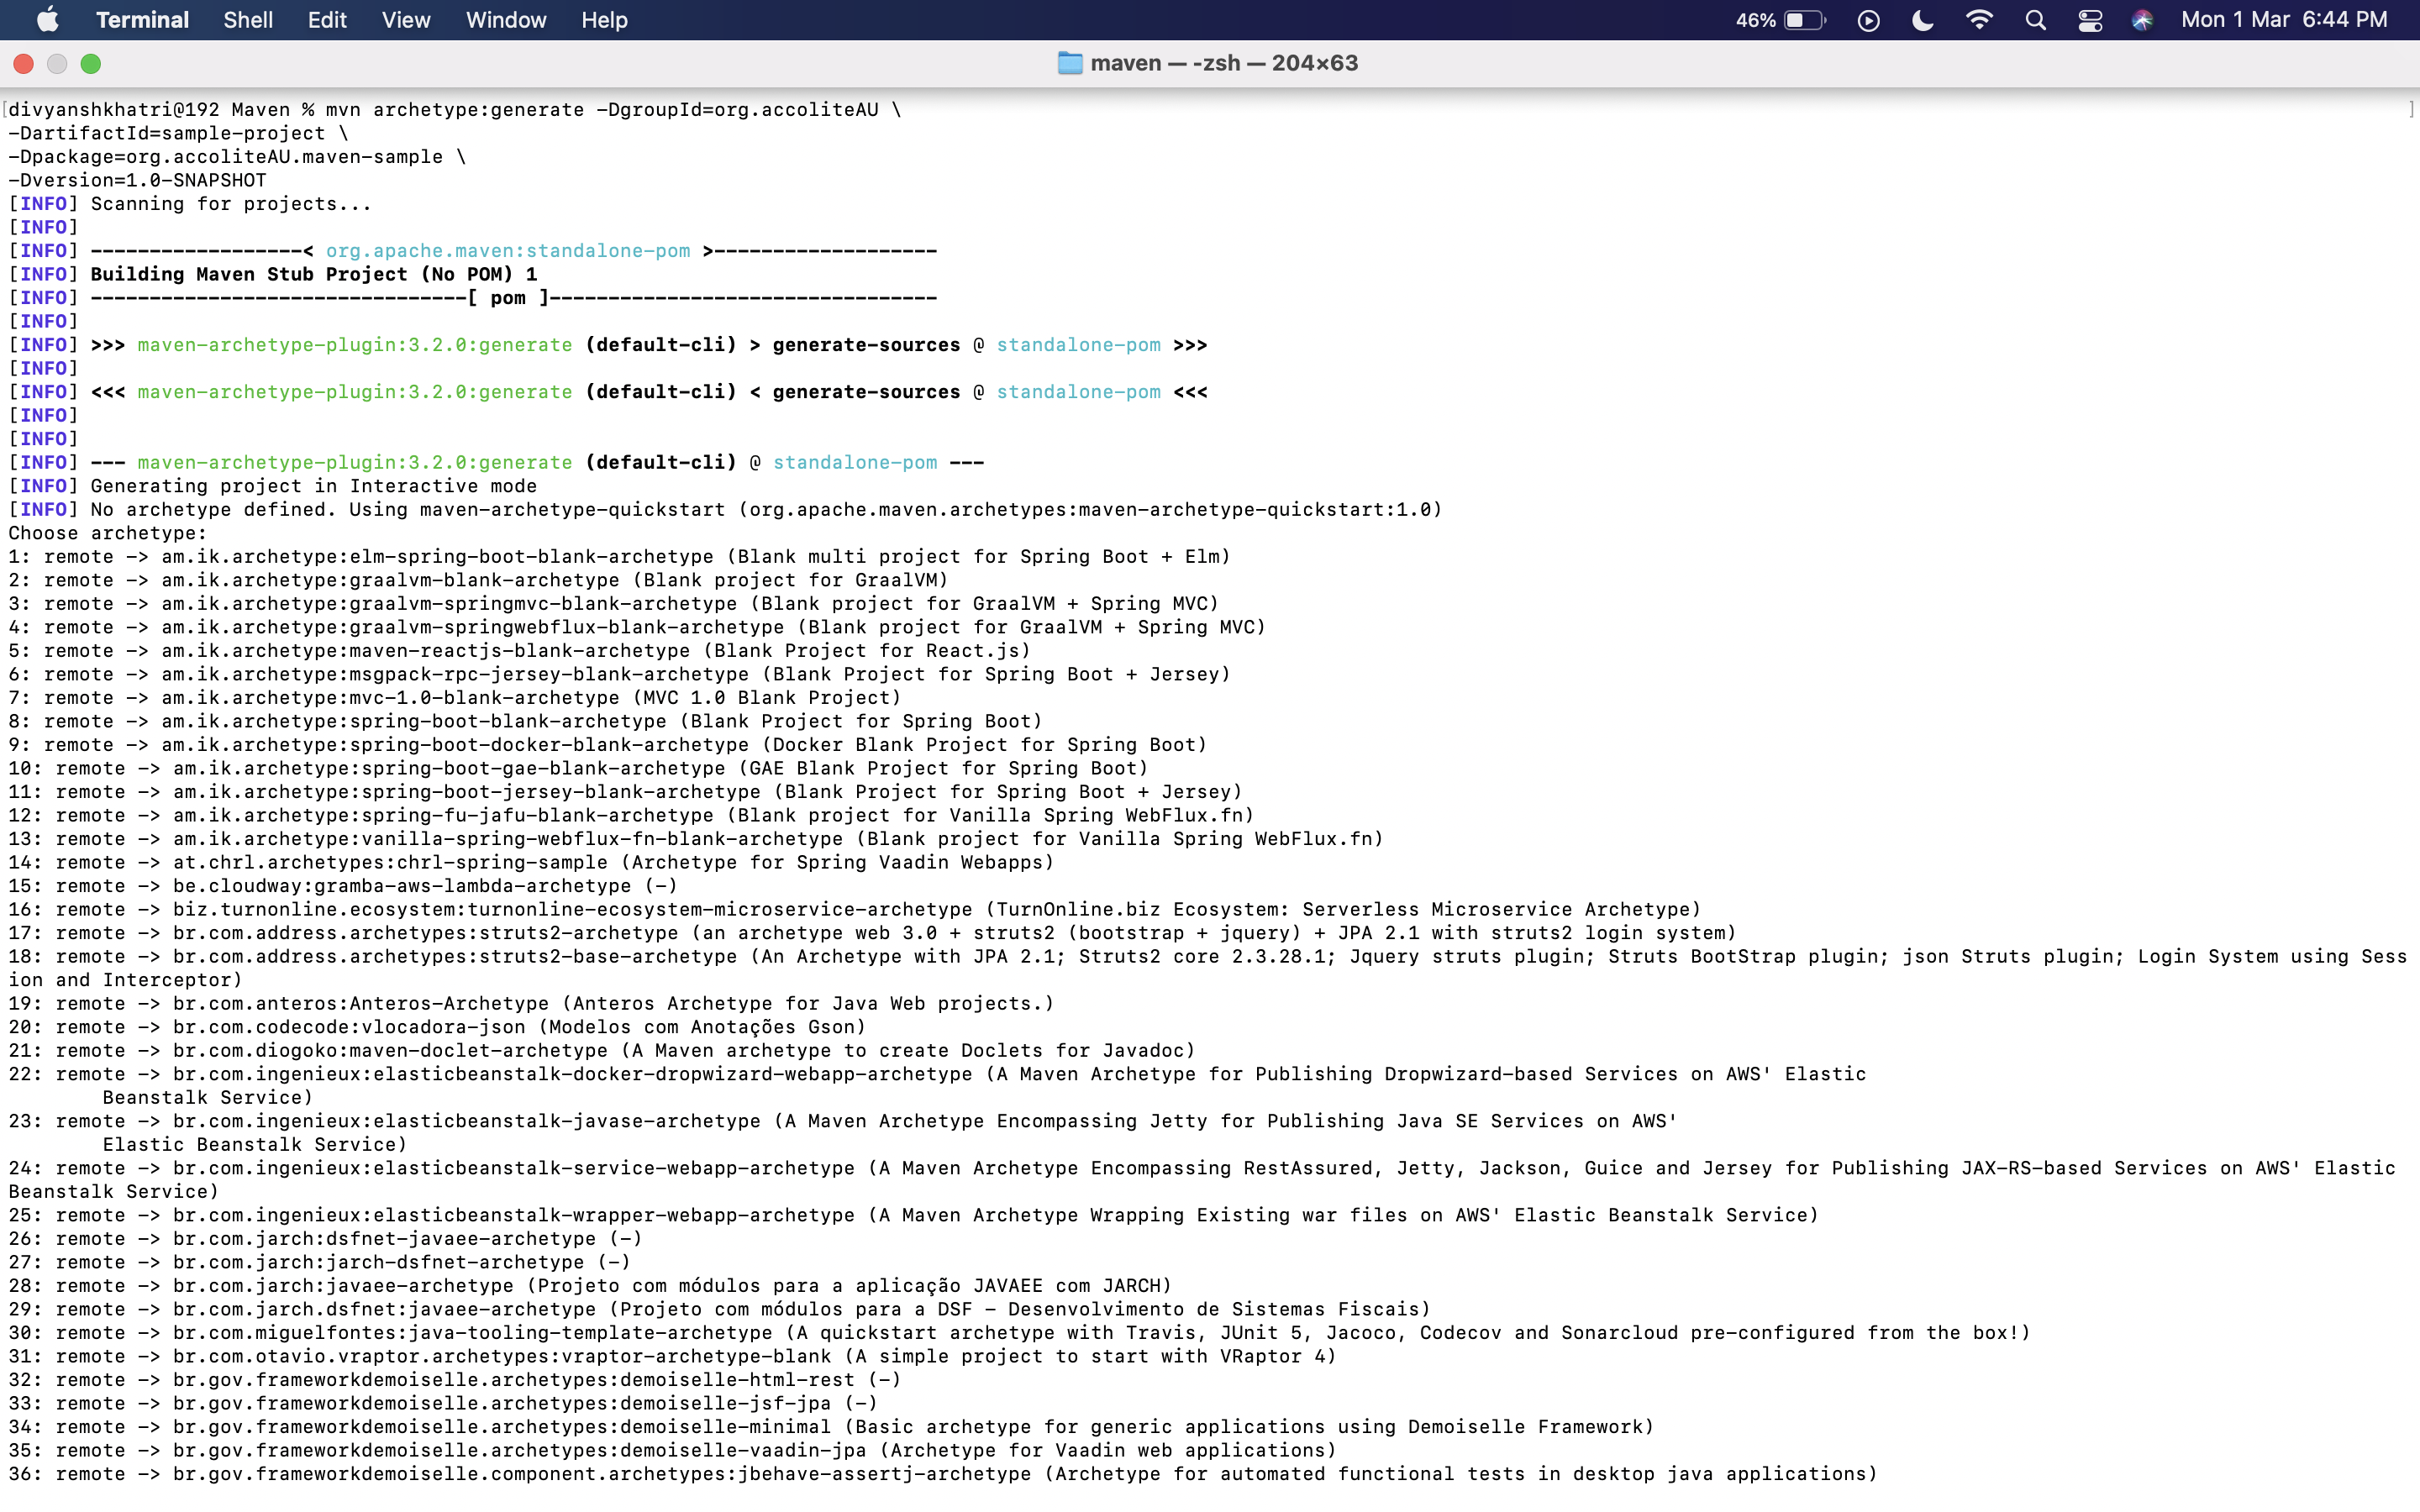 Terminal Shell Edit View Window Help 46% Mon 1 Mar 6:44 PM
maven — -zsh — 204×63
divyanshkhatri@192 Maven % mvn archetype:generate -DgroupId=org.accoliteAU \
-DartifactId=sample-project \
-Dpackage=org.accoliteAU.maven-sample \
-Dversion=1.0-SNAPSHOT
[INFO] Scanning for projects...
[INFO]
[INFO] ------------------< org.apache.maven:standalone-pom >-------------------
[INFO] Building Maven Stub Project (No POM) 1
[INFO] --------------------------------[ pom ]---------------------------------
[INFO]
[INFO] >>> maven-archetype-plugin:3.2.0:generate (default-cli) > generate-sources @ standalone-pom >>>
[INFO]
[INFO] <<< maven-archetype-plugin:3.2.0:generate (default-cli) < generate-sources @ standalone-pom <<<
[INFO]
[INFO]
[INFO] --- maven-archetype-plugin:3.2.0:generate (default-cli) @ standalone-pom ---
[INFO] Generating project in Interactive mode
[INFO] No archetype defined. Using maven-archetype-quickstart (org.apache.maven.archetypes:maven-archetype-quickstart:1.0)
Choose archetype:
1: remote -> am.ik.archetype:elm-spring-boot-blank-archetype (Blank multi project for Spring Boot + Elm)
2: remote -> am.ik.archetype:graalvm-blank-archetype (Blank project for GraalVM)
3: remote -> am.ik.archetype:graalvm-springmvc-blank-archetype (Blank project for GraalVM + Spring MVC)
4: remote -> am.ik.archetype:graalvm-springwebflux-blank-archetype (Blank project for GraalVM + Spring MVC)
5: remote -> am.ik.archetype:maven-reactjs-blank-archetype (Blank Project for React.js)
6: remote -> am.ik.archetype:msgpack-rpc-jersey-blank-archetype (Blank Project for Spring Boot + Jersey)
7: remote -> am.ik.archetype:mvc-1.0-blank-archetype (MVC 1.0 Blank Project)
8: remote -> am.ik.archetype:spring-boot-blank-archetype (Blank Project for Spring Boot)
9: remote -> am.ik.archetype:spring-boot-docker-blank-archetype (Docker Blank Project for Spring Boot)
10: remote -> am.ik.archetype:spring-boot-gae-blank-archetype (GAE Blank Project for Spring Boot)
11: remote -> am.ik.archetype:spring-boot-jersey-blank-archetype (Blank Project for Spring Boot + Jersey)
12: remote -> am.ik.archetype:spring-fu-jafu-blank-archetype (Blank project for Vanilla Spring WebFlux.fn)
13: remote -> am.ik.archetype:vanilla-spring-webflux-fn-blank-archetype (Blank project for Vanilla Spring WebFlux.fn)
14: remote -> at.chrl.archetypes:chrl-spring-sample (Archetype for Spring Vaadin Webapps)
15: remote -> be.cloudway:gramba-aws-lambda-archetype (-)
16: remote -> biz.turnonline.ecosystem:turnonline-ecosystem-microservice-archetype (TurnOnline.biz Ecosystem: Serverless Microservice Archetype)
17: remote -> br.com.address.archetypes:struts2-archetype (an archetype web 3.0 + struts2 (bootstrap + jquery) + JPA 2.1 with struts2 login system)
18: remote -> br.com.address.archetypes:struts2-base-archetype (An Archetype with JPA 2.1; Struts2 core 2.3.28.1; Jquery struts plugin; Struts BootStrap plugin; json Struts plugin; Login System using Sess
ion and Interceptor)
19: remote -> br.com.anteros:Anteros-Archetype (Anteros Archetype for Java Web projects.)
20: remote -> br.com.codecode:vlocadora-json (Modelos com Anotações Gson)
21: remote -> br.com.diogoko:maven-doclet-archetype (A Maven archetype to create Doclets for Javadoc)
22: remote -> br.com.ingenieux:elasticbeanstalk-docker-dropwizard-webapp-archetype (A Maven Archetype for Publishing Dropwizard-based Services on AWS' Elastic
Beanstalk Service)
23: remote -> br.com.ingenieux:elasticbeanstalk-javase-archetype (A Maven Archetype Encompassing Jetty for Publishing Java SE Services on AWS'
Elastic Beanstalk Service)
24: remote -> br.com.ingenieux:elasticbeanstalk-service-webapp-archetype (A Maven Archetype Encompassing RestAssured, Jetty, Jackson, Guice and Jersey for Publishing JAX-RS-based Services on AWS' Elastic
Beanstalk Service)
25: remote -> br.com.ingenieux:elasticbeanstalk-wrapper-webapp-archetype (A Maven Archetype Wrapping Existing war files on AWS' Elastic Beanstalk Service)
26: remote -> br.com.jarch:dsfnet-javaee-archetype (-)
27: remote -> br.com.jarch:jarch-dsfnet-archetype (-)
28: remote -> br.com.jarch:javaee-archetype (Projeto com módulos para a aplicação JAVAEE com JARCH)
29: remote -> br.com.jarch.dsfnet:javaee-archetype (Projeto com módulos para a DSF - Desenvolvimento de Sistemas Fiscais)
30: remote -> br.com.miguelfontes:java-tooling-template-archetype (A quickstart archetype with Travis, JUnit 5, Jacoco, Codecov and Sonarcloud pre-configured from the box!)
31: remote -> br.com.otavio.vraptor.archetypes:vraptor-archetype-blank (A simple project to start with VRaptor 4)
32: remote -> br.gov.frameworkdemoiselle.archetypes:demoiselle-html-rest (-)
33: remote -> br.gov.frameworkdemoiselle.archetypes:demoiselle-jsf-jpa (-)
34: remote -> br.gov.frameworkdemoiselle.archetypes:demoiselle-minimal (Basic archetype for generic applications using Demoiselle Framework)
35: remote -> br.gov.frameworkdemoiselle.archetypes:demoiselle-vaadin-jpa (Archetype for Vaadin web applications)
36: remote -> br.gov.frameworkdemoiselle.component.archetypes:jbehave-assertj-archetype (Archetype for automated functional tests in desktop java applications)